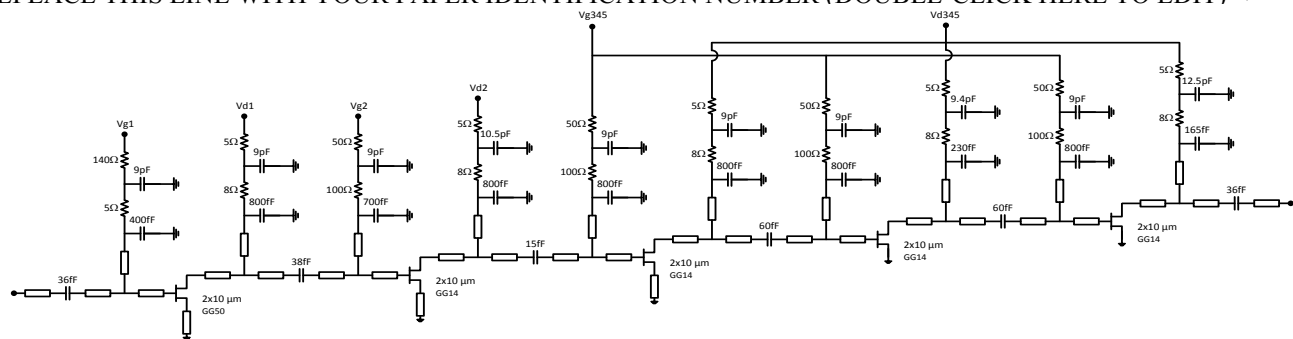 REPLACE THIS LINE WITH YOUR PAPER IDENTIFICATION NUMBER (DOUBLE-CLICK HERE TO EDIT)
Vg345
Vd345
Vd2
Vd1
Vg2
Vg1
140Ω
9pF
5Ω
400fF
5Ω
9pF
8Ω
800fF
50Ω
9pF
100Ω
700fF
5Ω
10.5pF
8Ω
800fF
50Ω
9pF
100Ω
800fF
5Ω
9pF
8Ω
800fF
50Ω
9pF
100Ω
800fF
5Ω
9.4pF
8Ω
230fF
50Ω
9pF
100Ω
800fF
5Ω
12.5pF
8Ω
165fF
36fF
38fF
15fF
60fF
60fF
36fF
2x10 μm
GG50
2x10 μm
GG14
2x10 μm
GG14
2x10 μm
GG14
2x10 μm
GG14